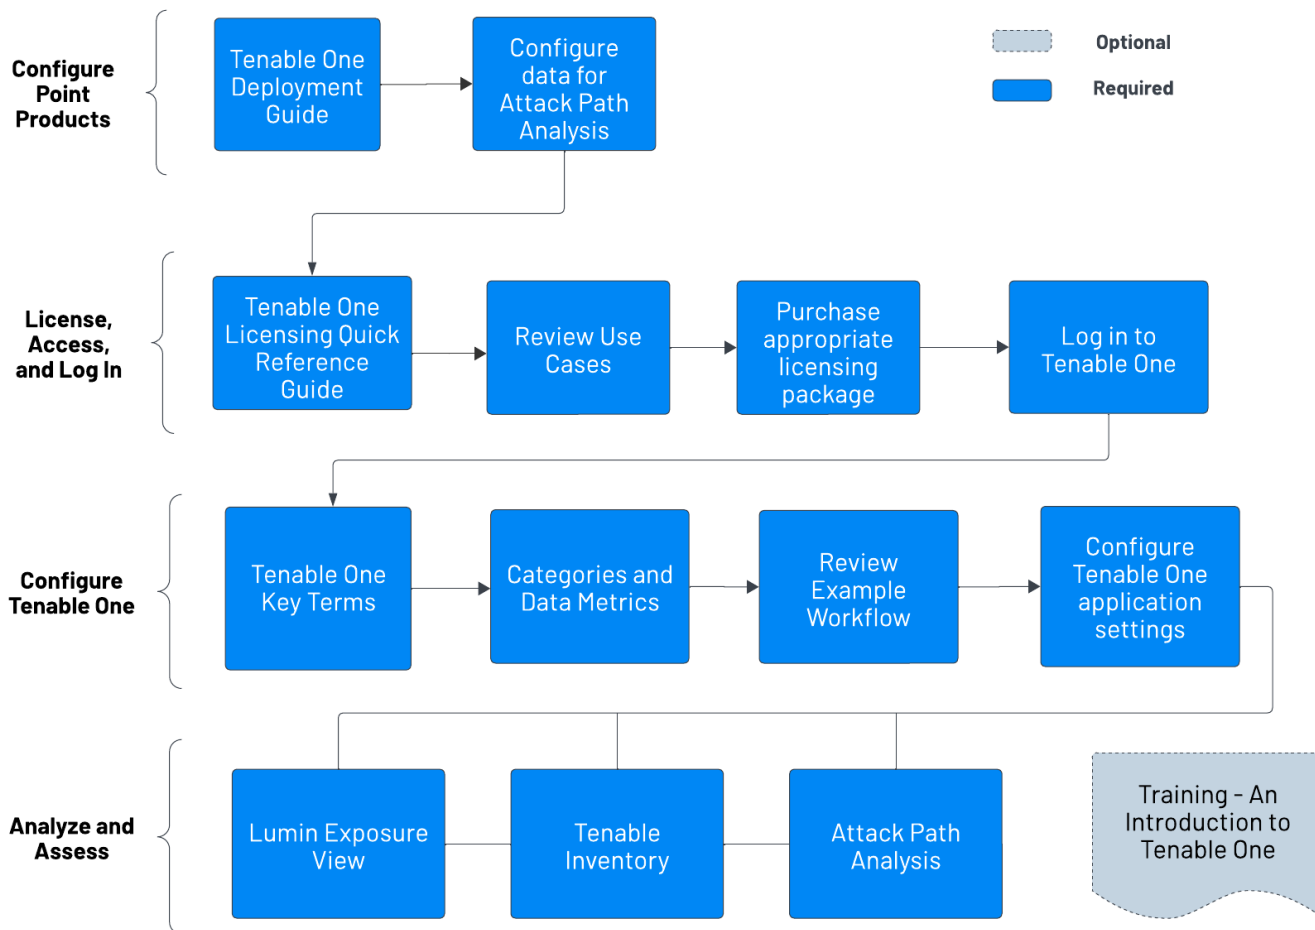 Configure
Point
Products
Tenable One
Deployment
Guide
Configure
data for
Attack Path
Analysis
Optional
Required
License,
Access,
and Log In
Tenable One
Licensing Quick
Reference
Guide
Review Use
Cases
Purchase
appropriate
licensing
package
Log in to
Tenable One
Configure
Tenable One
Tenable One
Key Terms
Categories and
Data Metrics
Review
Example
Workflow
Configure
Tenable One
application
settings
Analyze and
Assess
Lumin Exposure
View
Tenable
Inventory
Attack Path
Analysis
Training - An
Introduction to
Tenable One